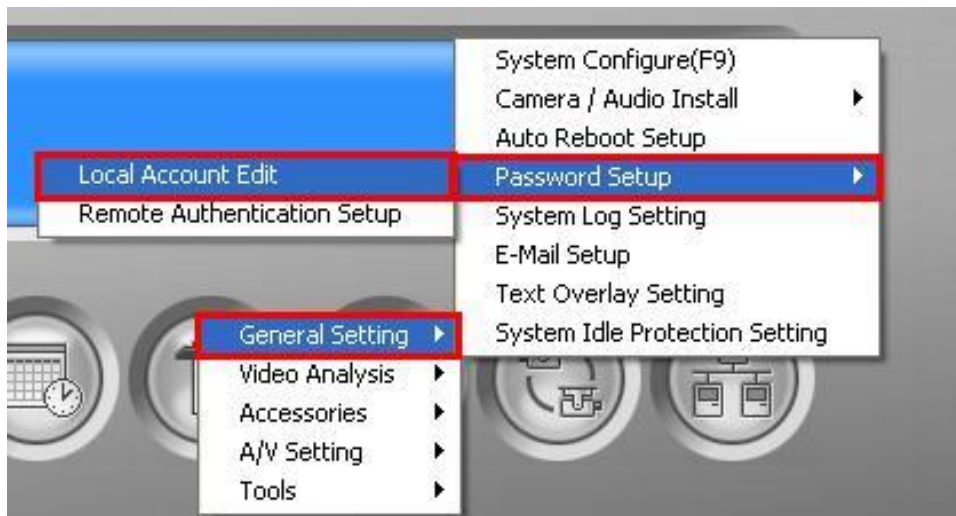 System Configure(F9)
Camera / Audio Install
Auto Reboot Setup
Password Setup
System Log Setting
E-Mail Setup
Text Overlay Setting
System Idle Protection Setting
Local Account Edit
Remote Authentication Setup
General Setting
Video Analysis
Accessories
A/V Setting
Tools